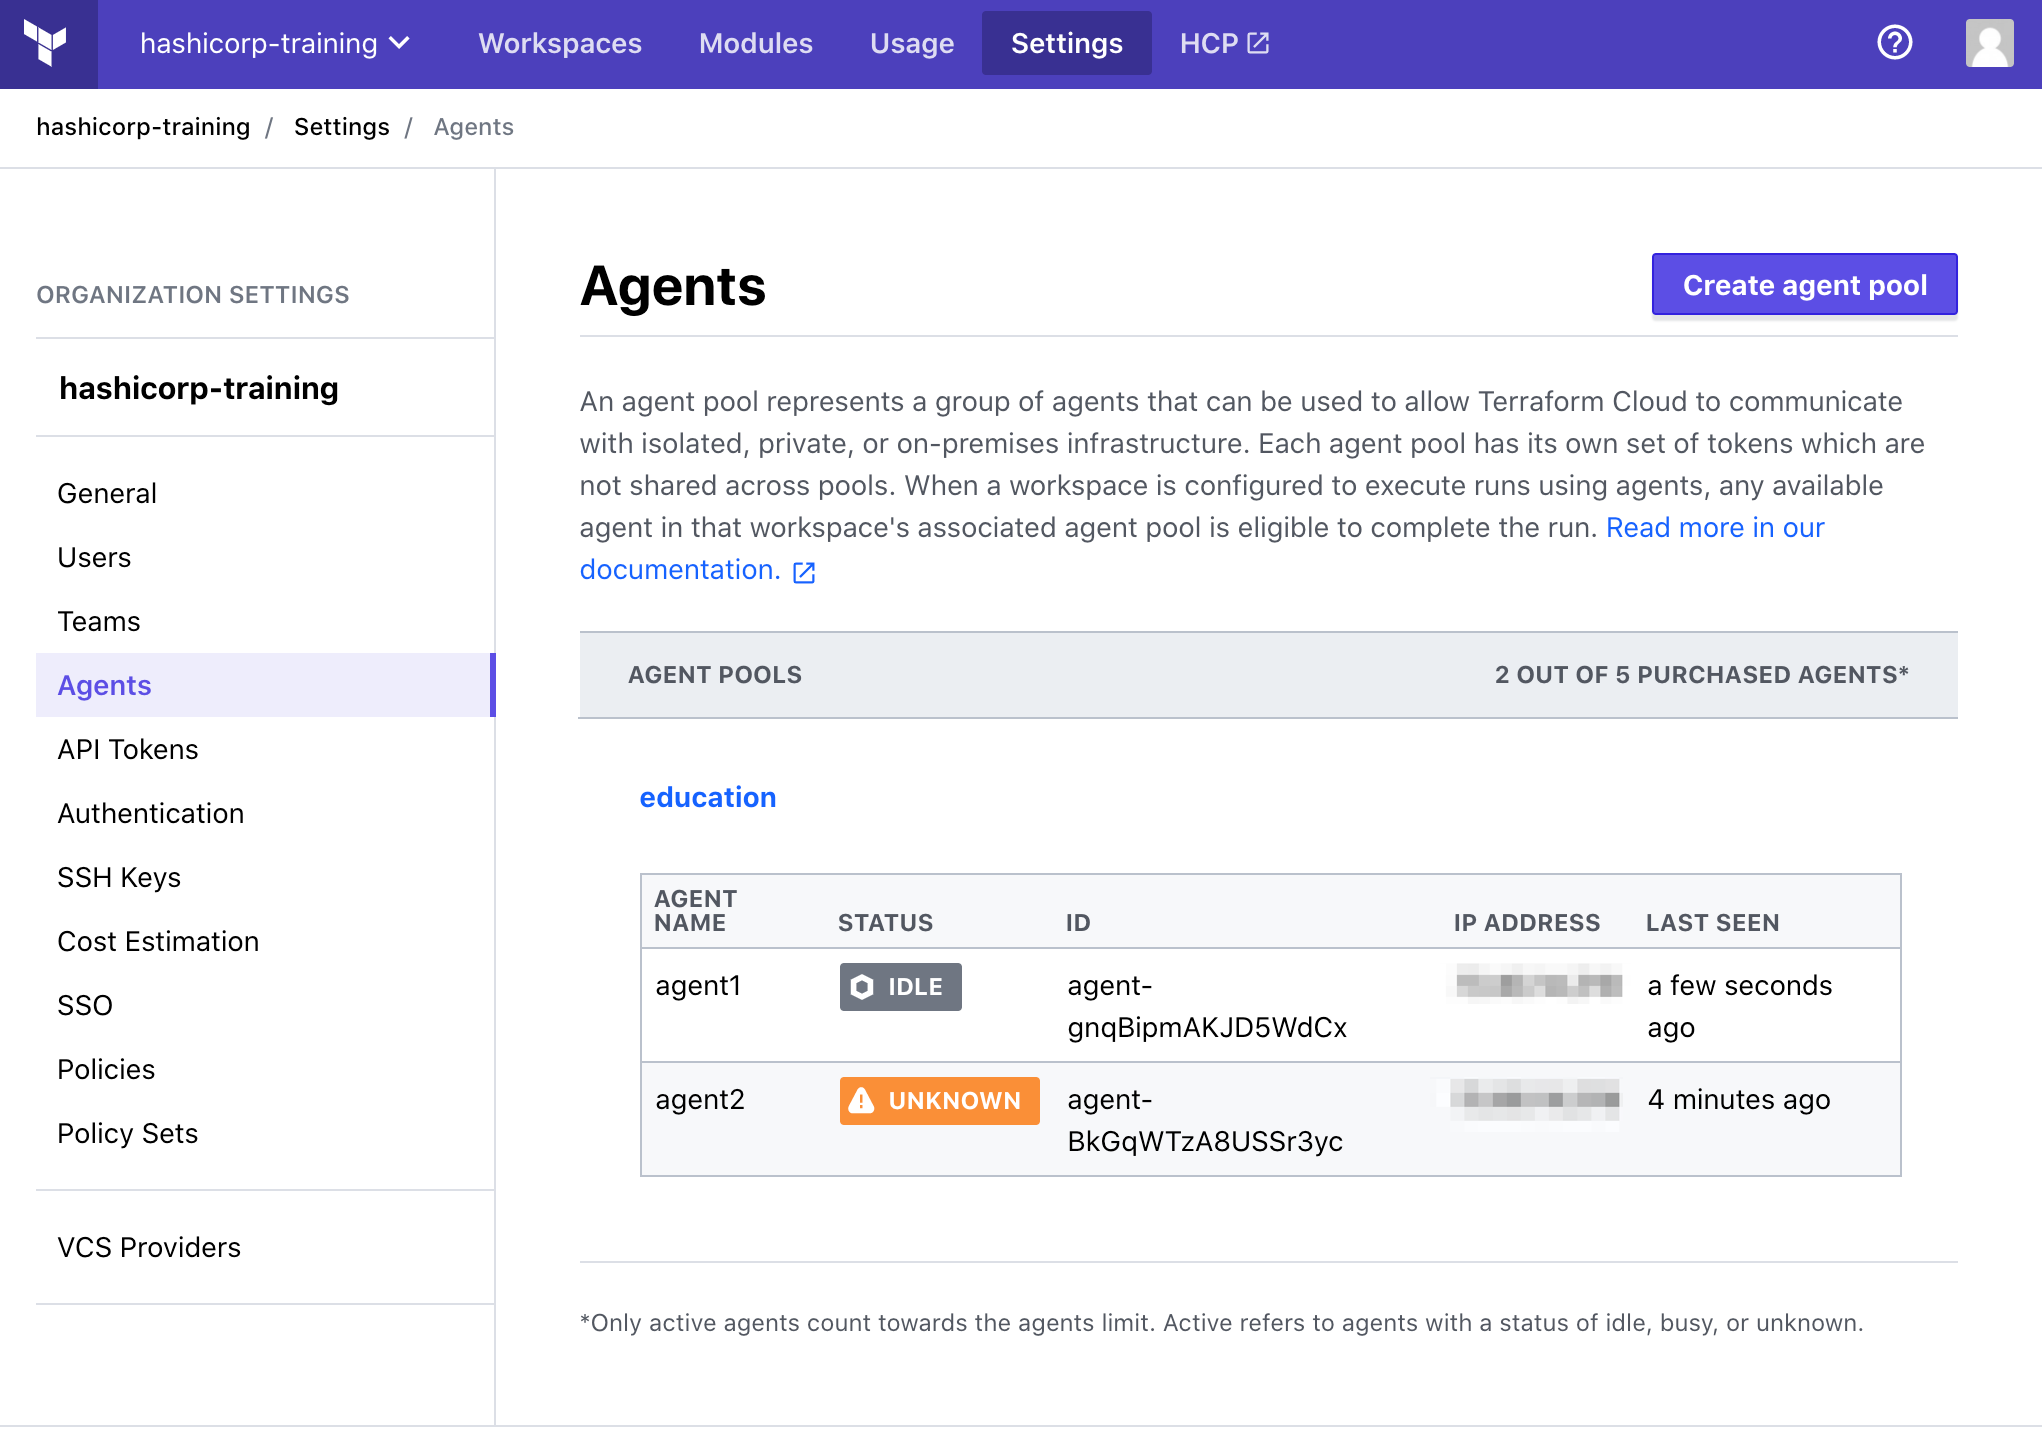 hashicorp-training
Workspaces
Modules
Usage
Settings
HCP
hashicorp-training / Settings / Agents
ORGANIZATION SETTINGS
hashicorp-training
General
Users
Teams
Agents
API Tokens
Authentication
SSH Keys
Cost Estimation
SSO
Policies
Policy Sets
VCS Providers
Agents
Create agent pool
An agent pool represents a group of agents that can be used to allow Terraform Cloud to communicate
with isolated, private, or on-premises infrastructure. Each agent pool has its own set of tokens which are
not shared across pools. When a workspace is configured to execute runs using agents, any available
agent in that workspace's associated agent pool is eligible to complete the run. Read more in our
documentation.
AGENT POOLS
2 OUT OF 5 PURCHASED AGENTS*
education
AGENT
NAME
STATUS
ID
IP ADDRESS
LAST SEEN
agent1
IDLE
agent-
gnqBipmAKJD5WdCx
a few seconds
ago
agent2
UNKNOWN
agent-
BkGqWTzA8USSr3yc
4 minutes ago
*Only active agents count towards the agents limit. Active refers to agents with a status of idle, busy, or unknown.